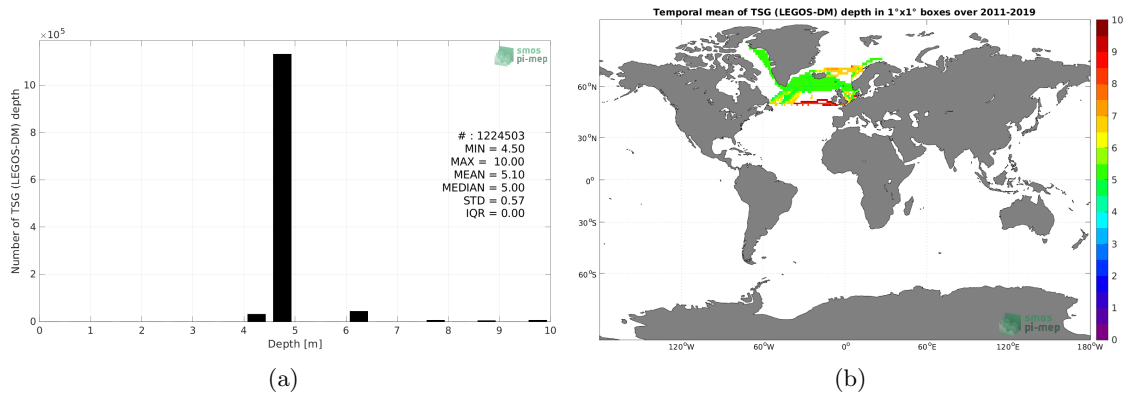 ×10⁵
smos
pi-mep
10
8
6
4
2
0
Number of TSG (LEGOS-DM) depth
# : 1224503
MIN = 4.50
MAX = 10.00
MEAN = 5.10
MEDIAN = 5.00
STD = 0.57
IQR = 0.00
0 1 2 3 4 5 6 7 8 9 10
Depth [m]
(a)
Temporal mean of TSG (LEGOS-DM) depth in 1°x1° boxes over 2011-2019
60°N
30°N
0°
30°S
60°S
120°W 60°W 0° 60°E 120°E 180°W
smos
pi-mep
10
9
8
7
6
5
4
3
2
1
0
(b)